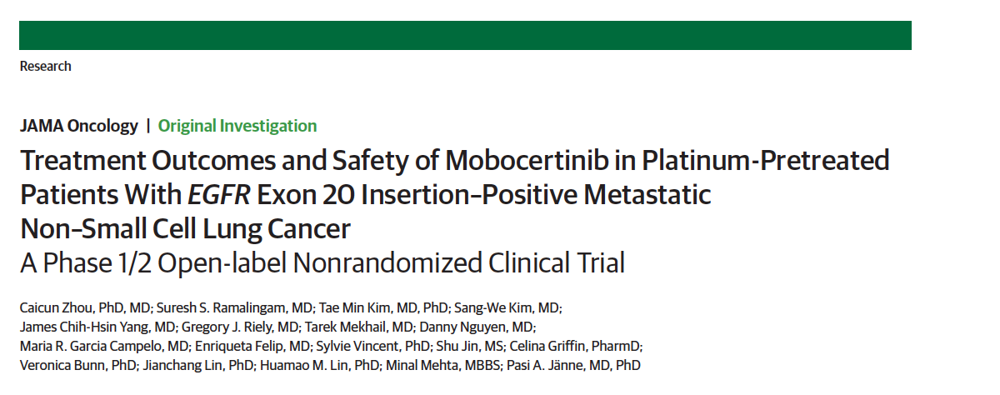 Research
JAMA Oncology | Original Investigation
Treatment Outcomes and Safety of Mobocertinib in Platinum-Pretreated
Patients With EGFR Exon 20 Insertion–Positive Metastatic
Non–Small Cell Lung Cancer
A Phase 1/2 Open-label Nonrandomized Clinical Trial
Caicun Zhou, PhD, MD; Suresh S. Ramalingam, MD; Tae Min Kim, MD, PhD; Sang-We Kim, MD;
James Chih-Hsin Yang, MD; Gregory J. Riely, MD; Tarek Mekhail, MD; Danny Nguyen, MD;
Maria R. Garcia Campelo, MD; Enriqueta Felip, MD; Sylvie Vincent, PhD; Shu Jin, MS; Celina Griffin, PharmD;
Veronica Bunn, PhD; Jianchang Lin, PhD; Huamao M. Lin, PhD; Minal Mehta, MBBS; Pasi A. Jänne, MD, PhD